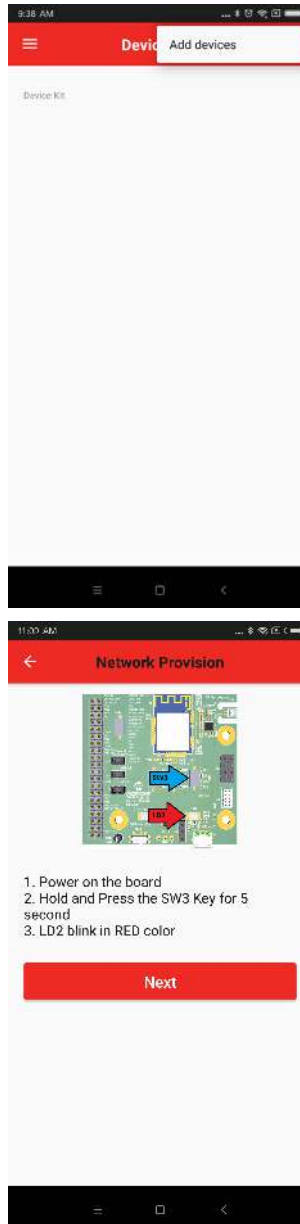 9:38 AM
Devic
Add devices
Device Kit
11:00 AM
Network Provision
SW3
LD2
1. Power on the board
2. Hold and Press the SW3 Key for 5
second
3. LD2 blink in RED color
Next